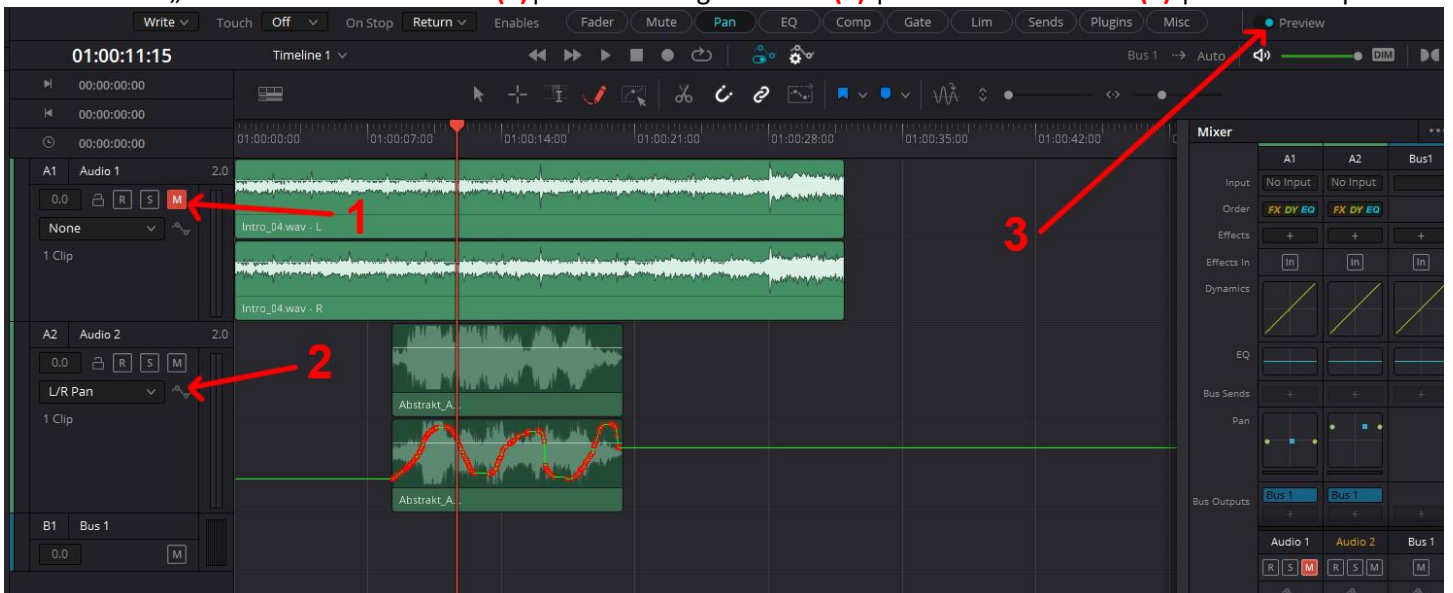 Write Touch Off On Stop Return Enables Fader Mute Pan EQ Comp Gate Lim Sends Plugins Misc Preview
01:00:11:15 Timeline 1 Bus 1 Auto DIM
00:00:00:00
00:00:00:00
00:00:00:00
01:00:00:00 01:00:07:00 01:00:14:00 01:00:21:00 01:00:28:00 01:00:35:00 01:00:42:00
Mixer
A1 A2 Bus1
Input No Input No Input
Order FX DY EQ FX DY EQ
Effects + + +
Effects In In In In
Dynamics
EQ
Bus Sends + + +
Pan
Bus Outputs Bus 1 Bus 1
+ + +
Audio 1 Audio 2 Bus 1
R S M R S M M
A1 Audio 1 2.0
0.0 R S M
None
1 Clip
Intro_04.wav - L
Intro_04.wav - R
1
2
3
A2 Audio 2 2.0
0.0 R S M
L/R Pan
1 Clip
Abstrakt_A...
Abstrakt_A...
B1 Bus 1
0.0 M